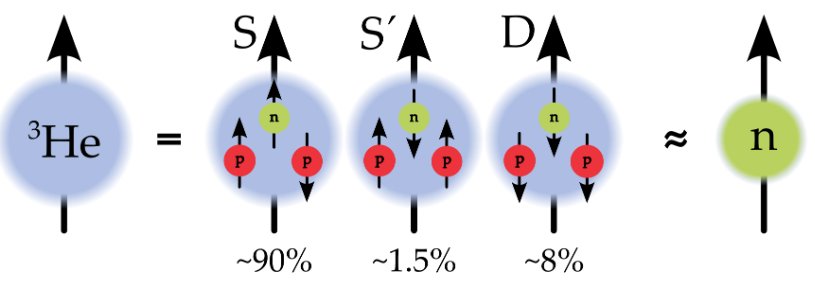 S S′ D
³He = n p p n p p n p p ≈ n
~90% ~1.5% ~8%